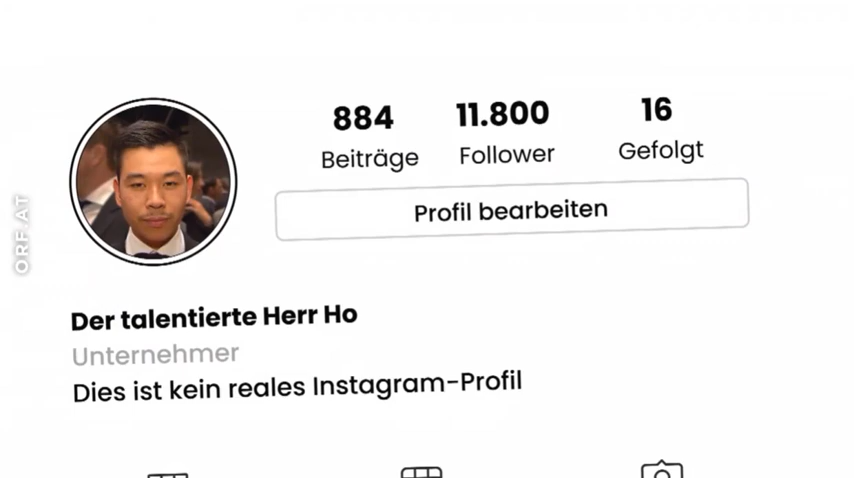 884
11.800
16
Beiträge
Follower
Gefolgt
Profil bearbeiten
ORF.AT
Der talentierte Herr Ho
Unternehmer
Dies ist kein reales Instagram-Profil